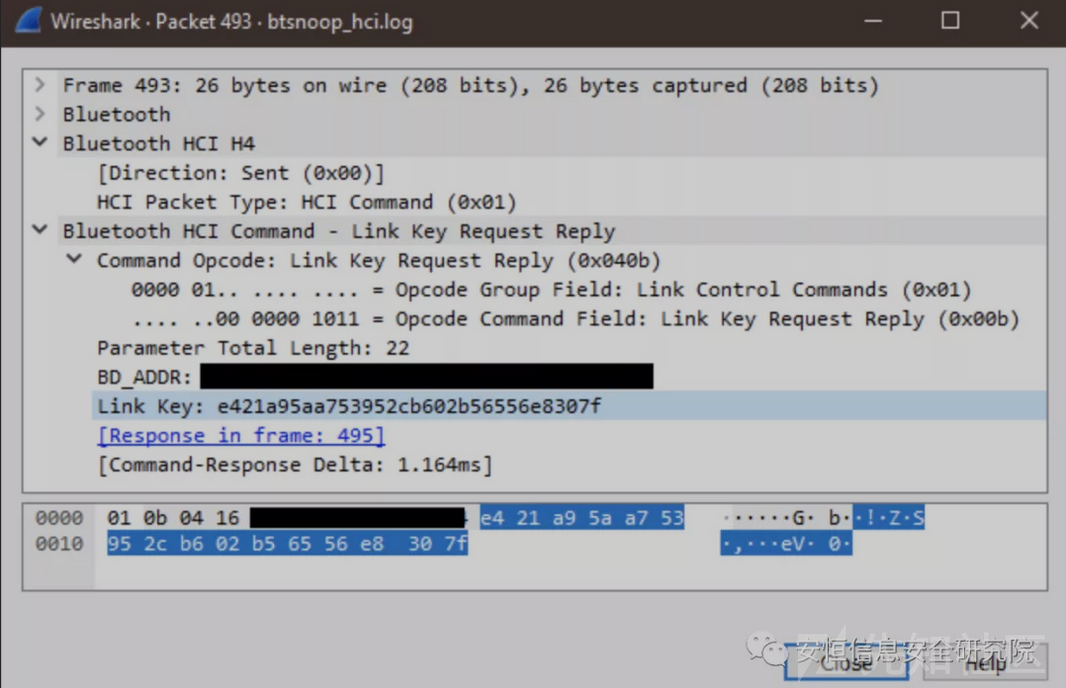 Wireshark · Packet 493 · btsnoop_hci.log
Frame 493: 26 bytes on wire (208 bits), 26 bytes captured (208 bits)
Bluetooth
Bluetooth HCI H4
[Direction: Sent (0x00)]
HCI Packet Type: HCI Command (0x01)
Bluetooth HCI Command - Link Key Request Reply
Command Opcode: Link Key Request Reply (0x040b)
0000 01.. .... .... = Opcode Group Field: Link Control Commands (0x01)
.... ..00 0000 1011 = Opcode Command Field: Link Key Request Reply (0x00b)
Parameter Total Length: 22
BD_ADDR:
Link Key: e421a95aa753952cb602b56556e8307f
[Response in frame: 495]
[Command-Response Delta: 1.164ms]
0000 01 0b 04 16 e4 21 a9 5a a7 53 ······G· b··!·Z·S
0010 95 2c b6 02 b5 65 56 e8 30 7f ·,···eV· 0·
安恒信息安全研究院
先知社区
Close Help